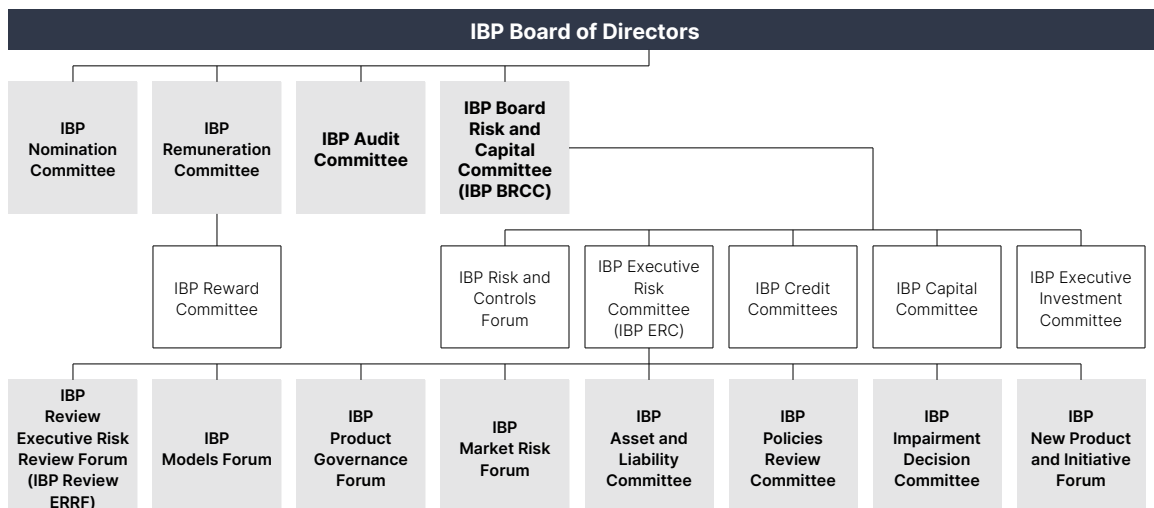 IBP Board of Directors
IBP
Nomination
Committee
IBP
Remuneration
Committee
IBP Audit
Committee
IBP Board
Risk and
Capital
Committee
(IBP BRCC)
IBP Reward
Committee
IBP Risk and
Controls
Forum
IBP Executive
Risk
Committee
(IBP ERC)
IBP Credit
Committees
IBP Capital
Committee
IBP Executive
Investment
Committee
IBP
Review
Executive Risk
Review Forum
(IBP Review
ERRF)
IBP
Models Forum
IBP
Product
Governance
Forum
IBP
Market Risk
Forum
IBP
Asset and
Liability
Committee
IBP
Policies
Review
Committee
IBP
Impairment
Decision
Committee
IBP
New Product
and Initiative
Forum